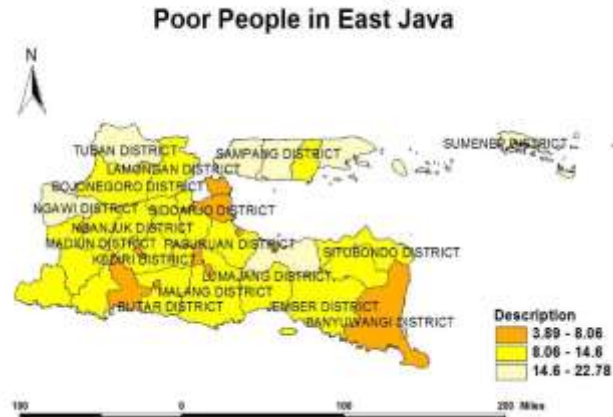 Poor People in East Java
N
TUBAN DISTRICT
SAMPANG DISTRICT
SUMENEP DISTRICT
LAMONGAN DISTRICT
BOJONEGORO DISTRICT
NGAWI DISTRICT
SIDOARJO DISTRICT
NGANJUK DISTRICT
MADIUN DISTRICT
PASURUAN DISTRICT
SITUBONDO DISTRICT
KEDIRI DISTRICT
LUMAJANG DISTRICT
MALANG DISTRICT
BLITAR DISTRICT
JEMBER DISTRICT
BANYUWANGI DISTRICT
Description
3.89 - 8.06
8.06 - 14.6
14.6 - 22.78
100 0 100 200 Miles